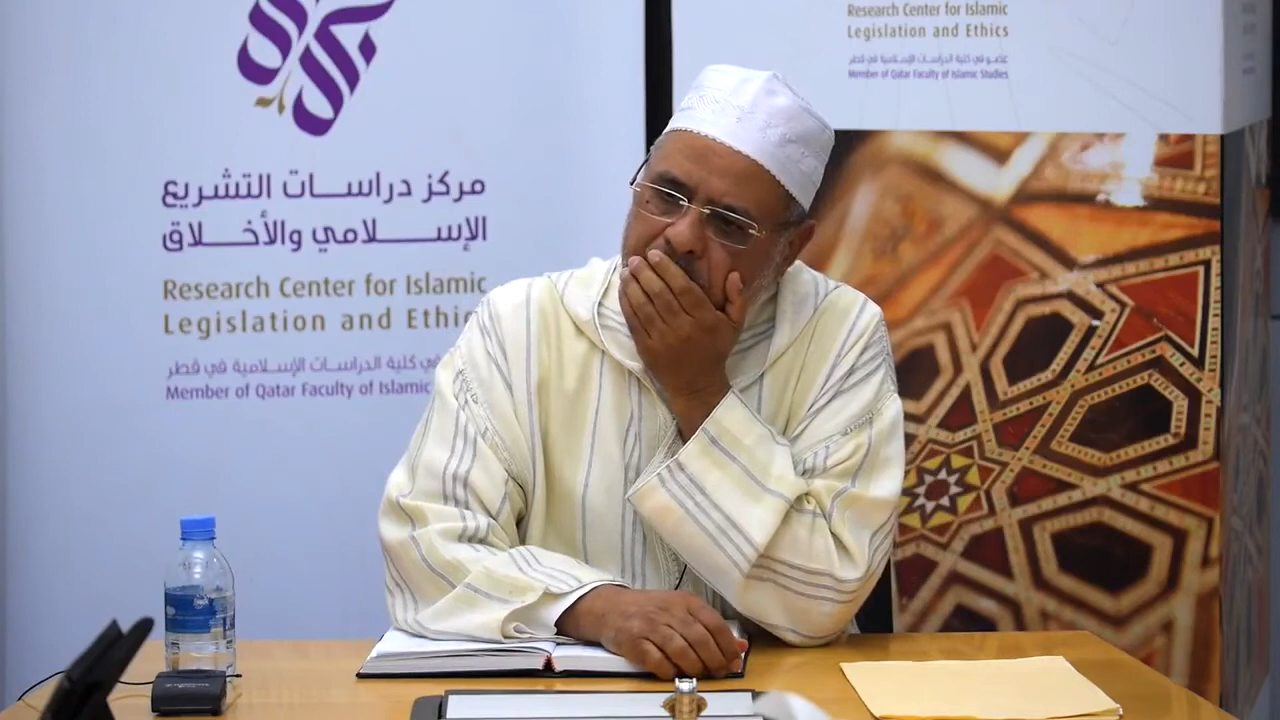 مركز دراسات التشريع
الإسلامي والأخلاق
Research Center for Islamic
Legislation and Ethi
في كلية الدراسات الإسلامية في قطر
Member of Qatar Faculty of Islamic
Research Center for Islamic
Legislation and Ethics
عضو في كلية الدراسات الإسلامية في قطر
Member of Qatar Faculty of Islamic Studies